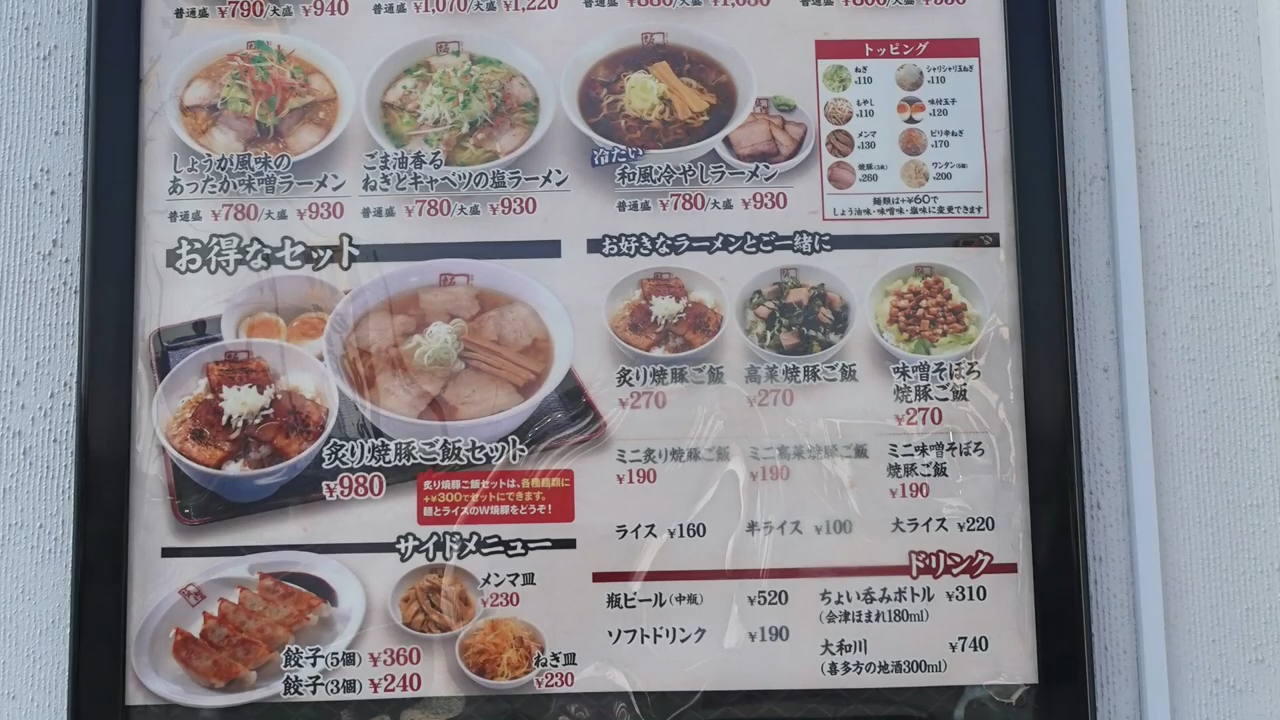 普通盛 ¥790/大盛 ¥940
普通盛 ¥1,070/大盛 ¥1,220
しょうが風味の
あったか味噌ラーメン
普通盛 ¥780/大盛 ¥930
ごま油香る
ねぎとキャベツの塩ラーメン
普通盛 ¥780/大盛 ¥930
冷たい
和風冷やしラーメン
普通盛 ¥780/大盛 ¥930
トッピング
ねぎ
¥110
シャリシャリ玉ねぎ
¥110
もやし
¥110
味付玉子
¥120
メンマ
¥130
ピリ辛ねぎ
¥170
焼豚(3枚)
¥260
ワンタン(5個)
¥200
麺類は+¥60で
しょう油味・味噌味・塩味に変更できます
お得なセット
炙り焼豚ご飯セット
¥980
炙り焼豚ご飯セットは、各種麺類に
+¥300でセットにできます。
麺とライスのW焼豚をどうぞ!
お好きなラーメンとご一緒に
炙り焼豚ご飯
¥270
高菜焼豚ご飯
¥270
味噌そぼろ
焼豚ご飯
¥270
ミニ炙り焼豚ご飯
¥190
ミニ高菜焼豚ご飯
¥190
ミニ味噌そぼろ
焼豚ご飯
¥190
ライス ¥160
半ライス ¥100
大ライス ¥220
サイドメニュー
メンマ皿
¥230
ねぎ皿
¥230
餃子(5個) ¥360
餃子(3個) ¥240
ドリンク
瓶ビール(中瓶) ¥520
ソフトドリンク ¥190
ちょい呑みボトル ¥310
(会津ほまれ180ml)
大和川 ¥740
(喜多方の地酒300ml)